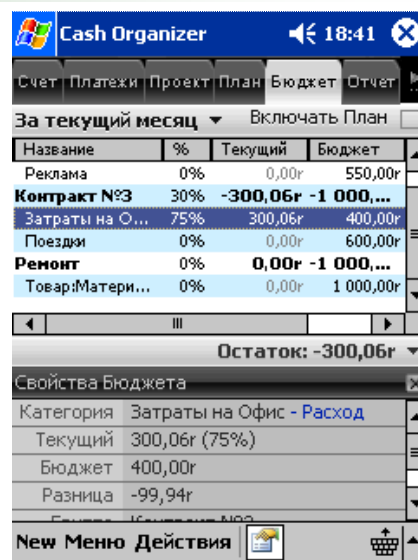 Cash Organizer 18:41
Счет Платежи Проект План Бюджет Отчет
За текущий месяц Включать План
Название % Текущий Бюджет
Реклама 0% 0,00г 550,00г
Контракт №3 30% -300,06г -1 000,...
Затраты на О... 75% 300,06г 400,00г
Поездки 0% 0,00г 600,00г
Ремонт 0% 0,00г -1 000,...
Товар:Матери... 0% 0,00г 1 000,00г
Остаток: -300,06г
Свойства Бюджета
Категория Затраты на Офис - Расход
Текущий 300,06г (75%)
Бюджет 400,00г
Разница -99,94г
Группа Контракт №3
New Меню Действия